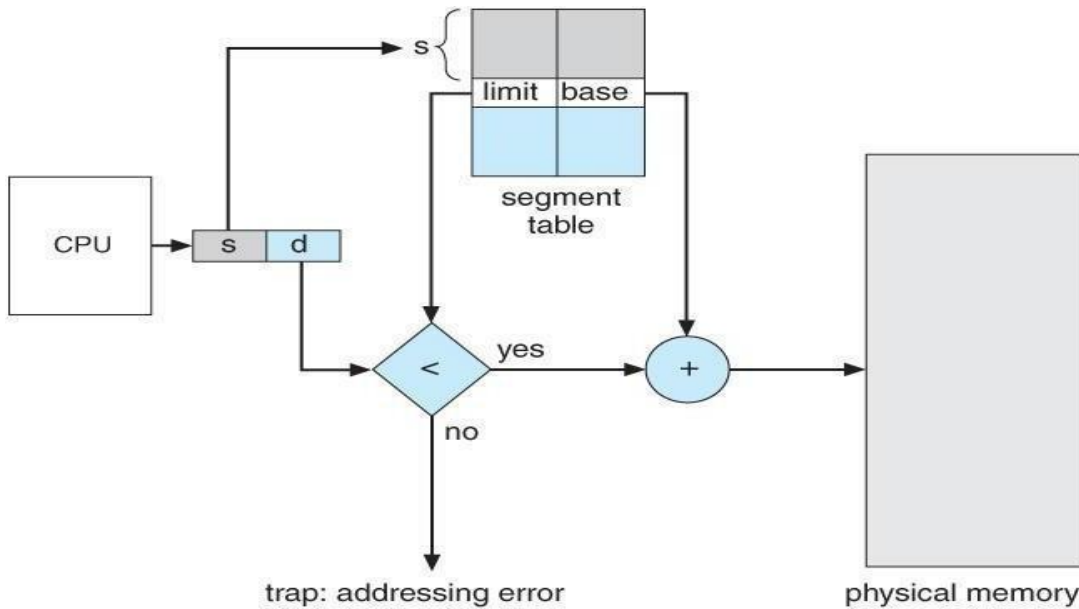 s
limit base
segment
table
CPU
s d
< yes +
no
trap: addressing error
physical memory